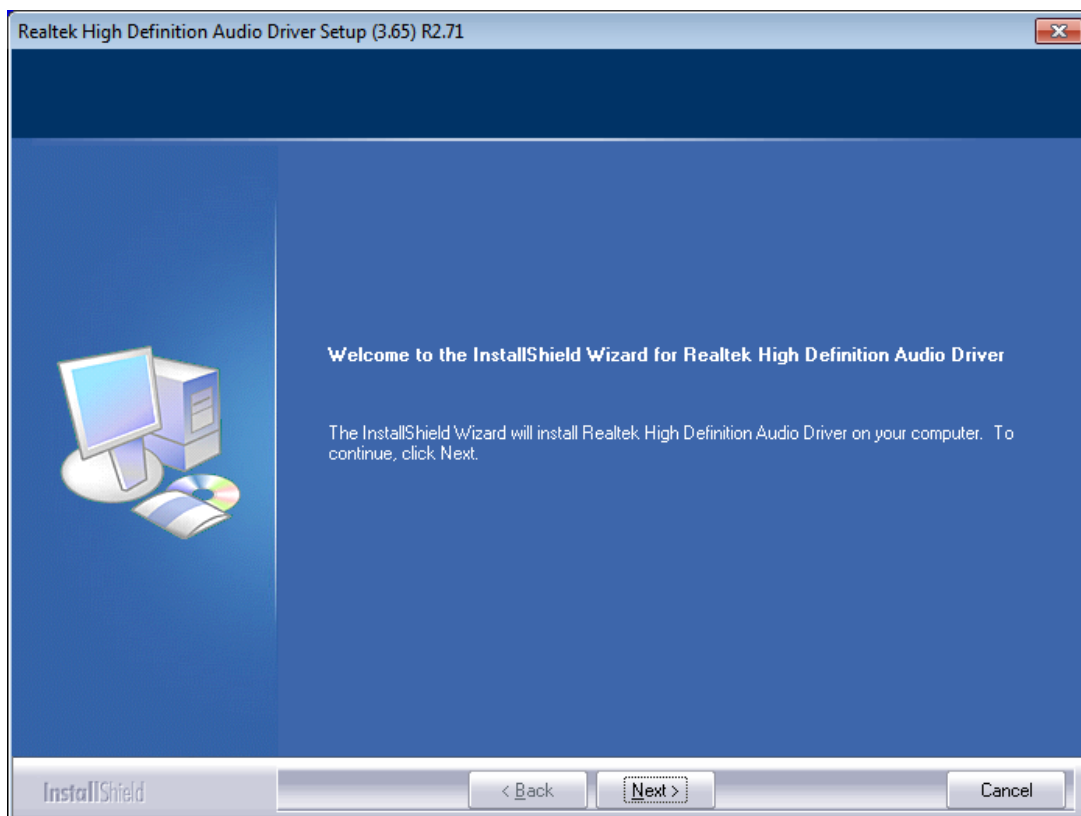 Realtek High Definition Audio Driver Setup (3.65) R2.71
Welcome to the InstallShield Wizard for Realtek High Definition Audio Driver
The InstallShield Wizard will install Realtek High Definition Audio Driver on your computer.  To
continue, click Next.
InstallShield
< Back
Next >
Cancel